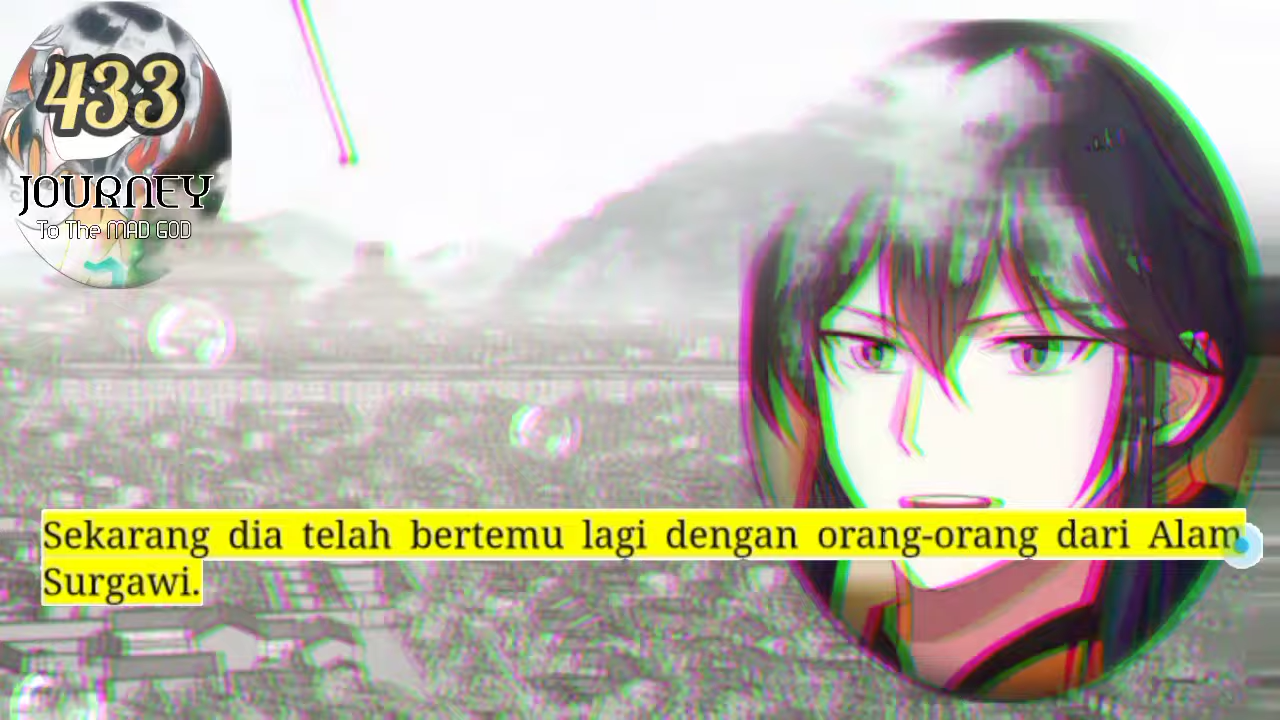 433
JOURNEY
To The MAD GOD
Sekarang dia telah bertemu lagi dengan orang-orang dari Alam
Surgawi.